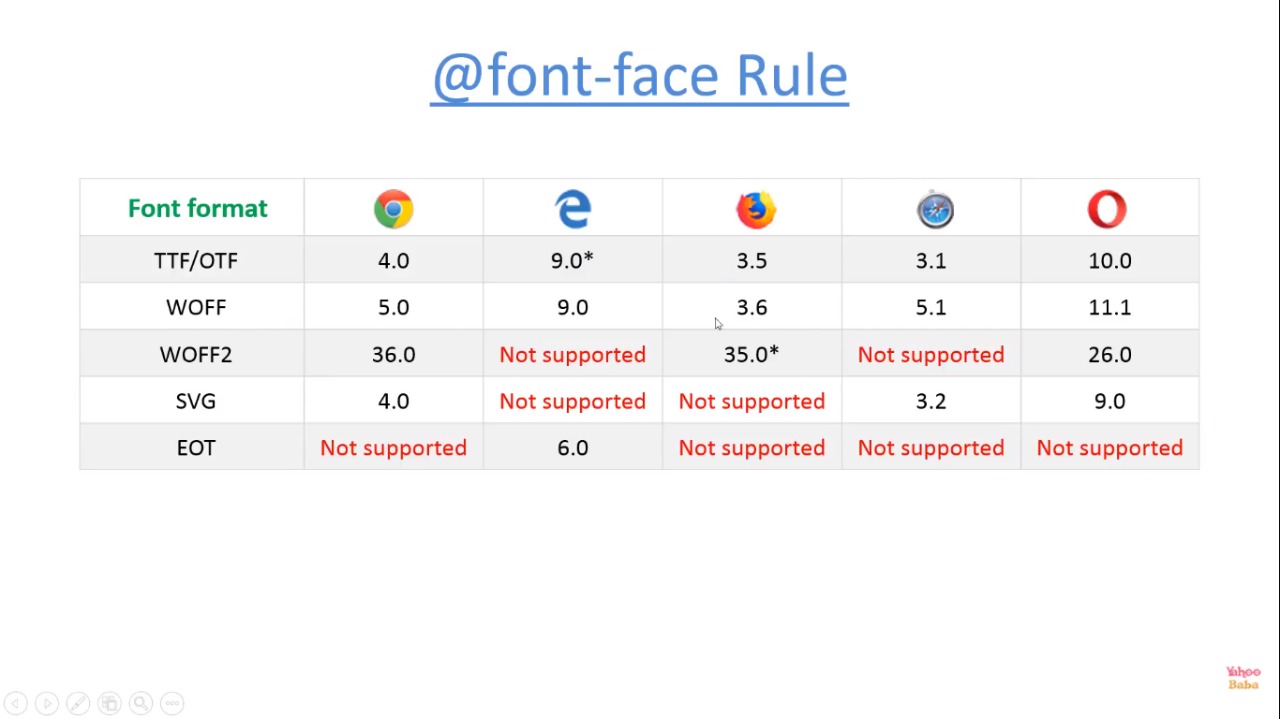 @font-face Rule
Font format
TTF/OTF 4.0 9.0* 3.5 3.1 10.0
WOFF 5.0 9.0 3.6 5.1 11.1
WOFF2 36.0 Not supported 35.0* Not supported 26.0
SVG 4.0 Not supported Not supported 3.2 9.0
EOT Not supported 6.0 Not supported Not supported Not supported
Yahoo
Baba